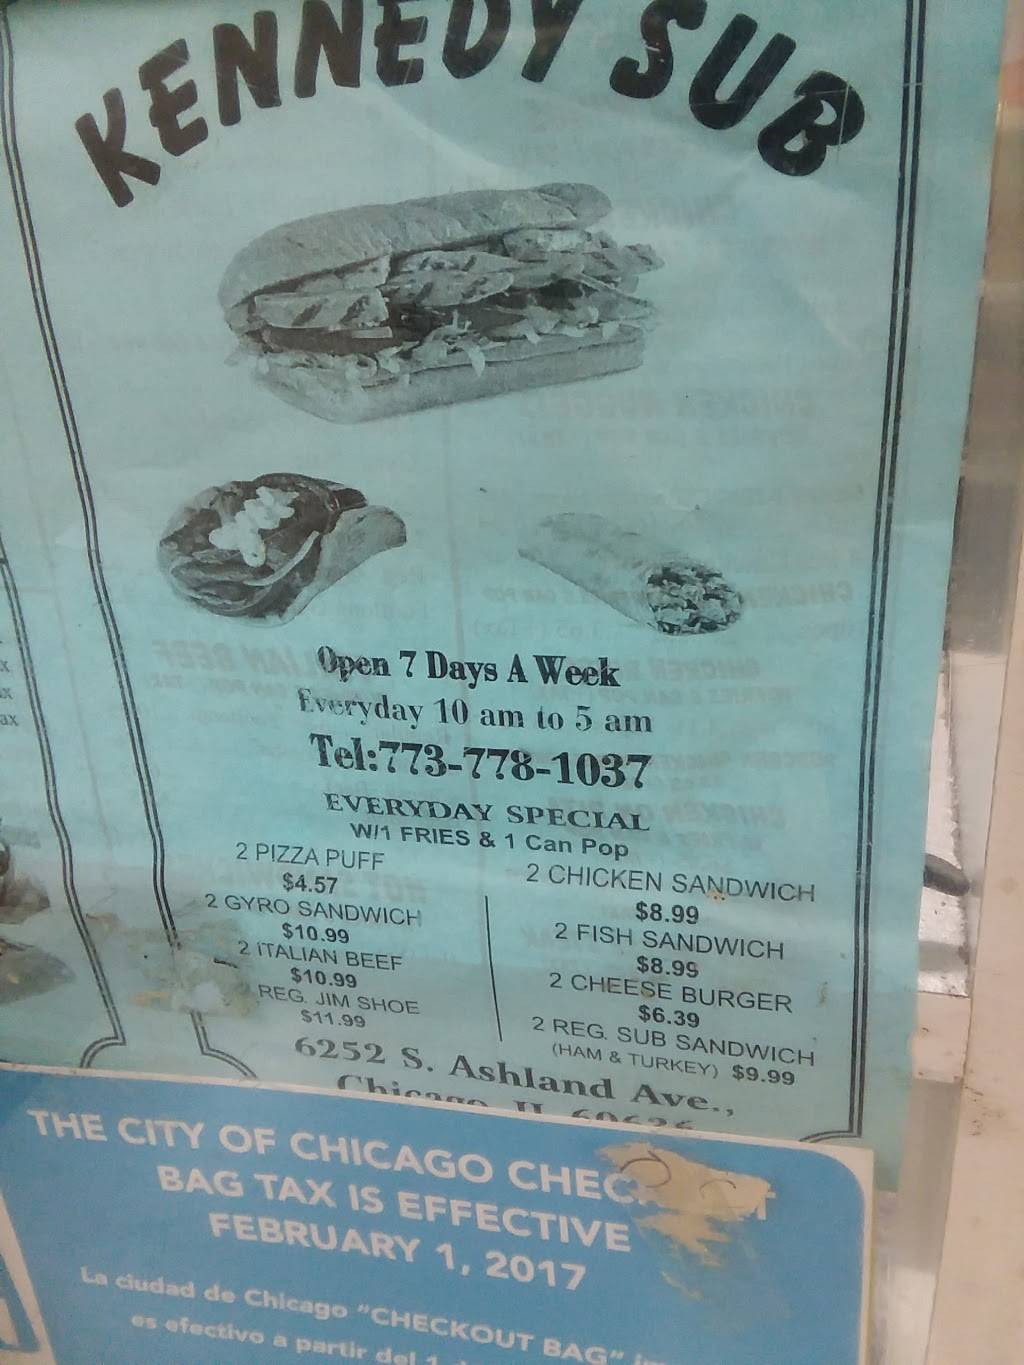 KENNEDY SUB
Open 7 Days A Week
Everyday 10 am to 5 am
Tel:773-778-1037
EVERYDAY SPECIAL
W/1 FRIES & 1 Can Pop
2 PIZZA PUFF
$4.57
2 GYRO SANDWICH
$10.99
2 ITALIAN BEEF
$10.99
REG. JIM SHOE
$11.99
2 CHICKEN SANDWICH
$8.99
2 FISH SANDWICH
$8.99
2 CHEESE BURGER
$6.39
2 REG. SUB SANDWICH
(HAM & TURKEY) $9.99
6252 S. Ashland Ave.,
Chicago IL 60636
THE CITY OF CHICAGO
BAG TAX IS EFFECTIVE
FEBRUARY 1, 2017
La ciudad de Chicago "CHECKOUT BAG"
es efectivo a partir del 1